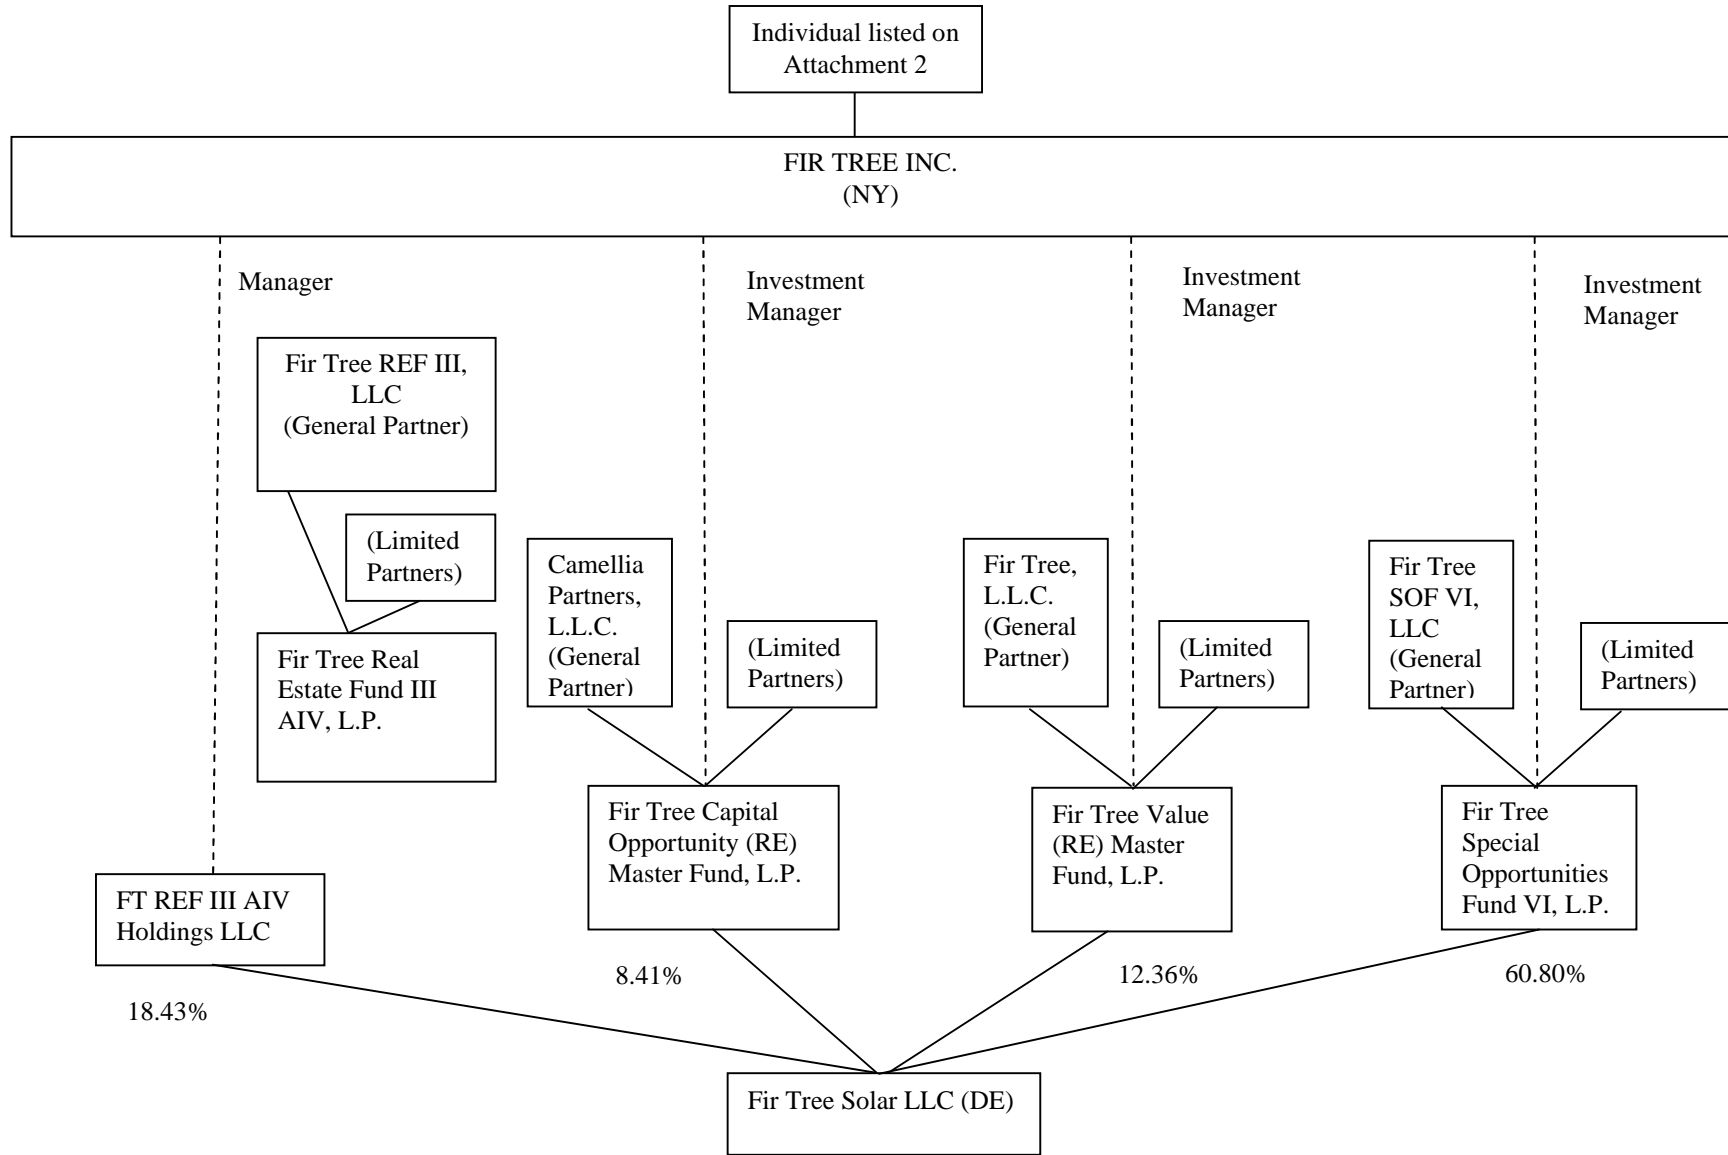 Individual listed on
Attachment 2
FIR TREE INC.
(NY)
Manager
Investment
Manager
Investment
Manager
Investment
Manager
Fir Tree REF III,
LLC
(General Partner)
(Limited
Partners)
Fir Tree Real
Estate Fund III
AIV, L.P.
Camellia
Partners,
L.L.C.
(General
Partner)
(Limited
Partners)
Fir Tree,
L.L.C.
(General
Partner)
(Limited
Partners)
Fir Tree
SOF VI,
LLC
(General
Partner)
(Limited
Partners)
FT REF III AIV
Holdings LLC
Fir Tree Capital
Opportunity (RE)
Master Fund, L.P.
Fir Tree Value
(RE) Master
Fund, L.P.
Fir Tree
Special
Opportunities
Fund VI, L.P.
18.43%
8.41%
12.36%
60.80%
Fir Tree Solar LLC (DE)